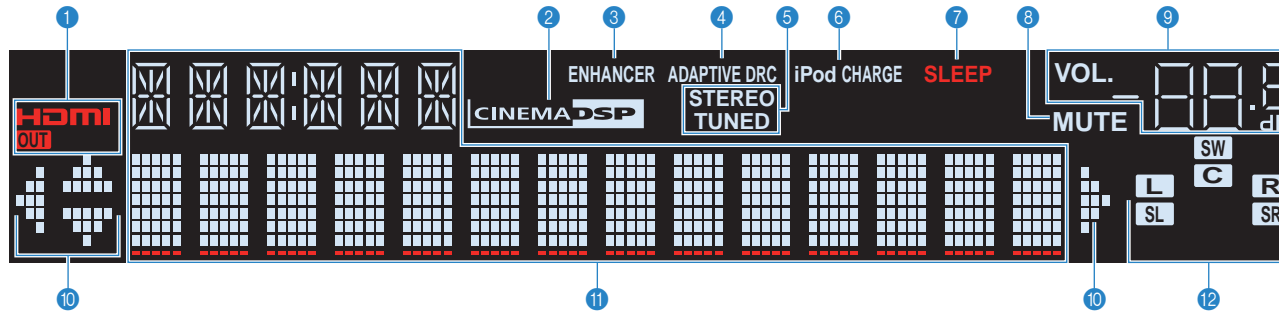 1 2 3 4 5 6 7 8 9
ENHANCER ADAPTIVE DRC iPod CHARGE SLEEP VOL.
HDMI OUT CINEMA DSP STEREO TUNED MUTE
SW
C
L R
SL SR
10 11 10 12